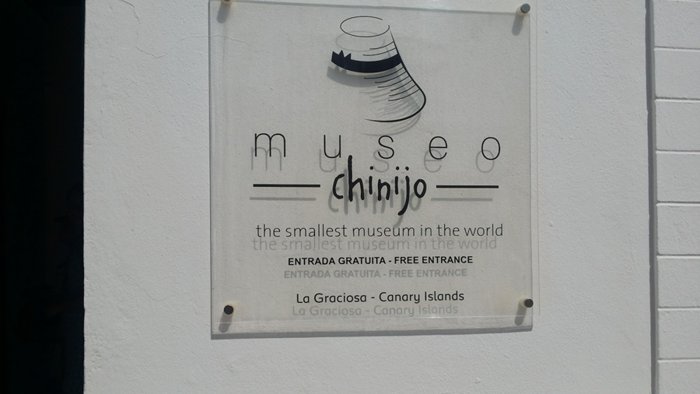 museo
chinijo
the smallest museum in the world
ENTRADA GRATUITA - FREE ENTRANCE
La Graciosa - Canary Islands